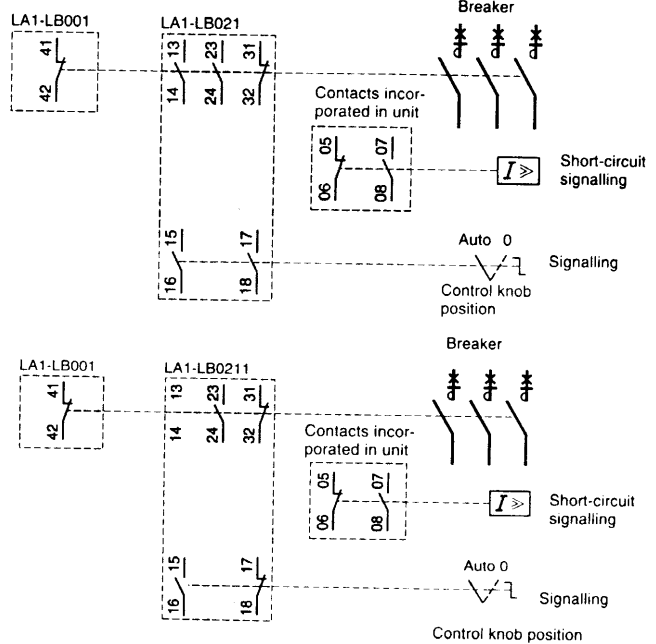 Breaker
LA1-LB001
LA1-LB021
41
13
23
31
42
14
24
32
Contacts incor-
porated in unit
05
07
06
08
I >>
Short-circuit
signalling
15
17
16
18
Auto 0
Signalling
Control knob
position
Breaker
LA1-LB001
LA1-LB0211
41
13
23
31
42
14
24
32
Contacts incor-
porated in unit
05
07
06
08
I >>
Short-circuit
signalling
15
17
16
18
Auto 0
Signalling
Control knob position